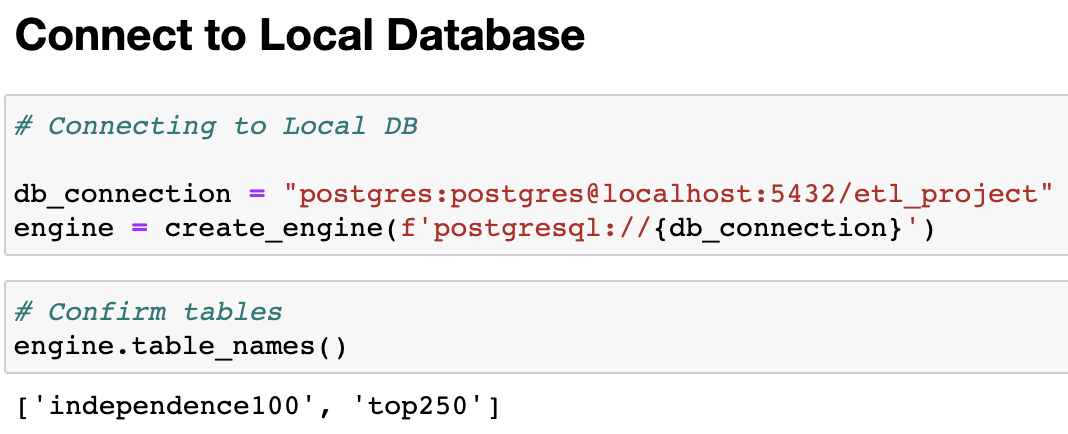 Connect to Local Database
# Connecting to Local DB
db_connection = "postgres:postgres@localhost:5432/etl_project"
engine = create_engine(f'postgresql://{db_connection}')
# Confirm tables
engine.table_names()
['independence100', 'top250']